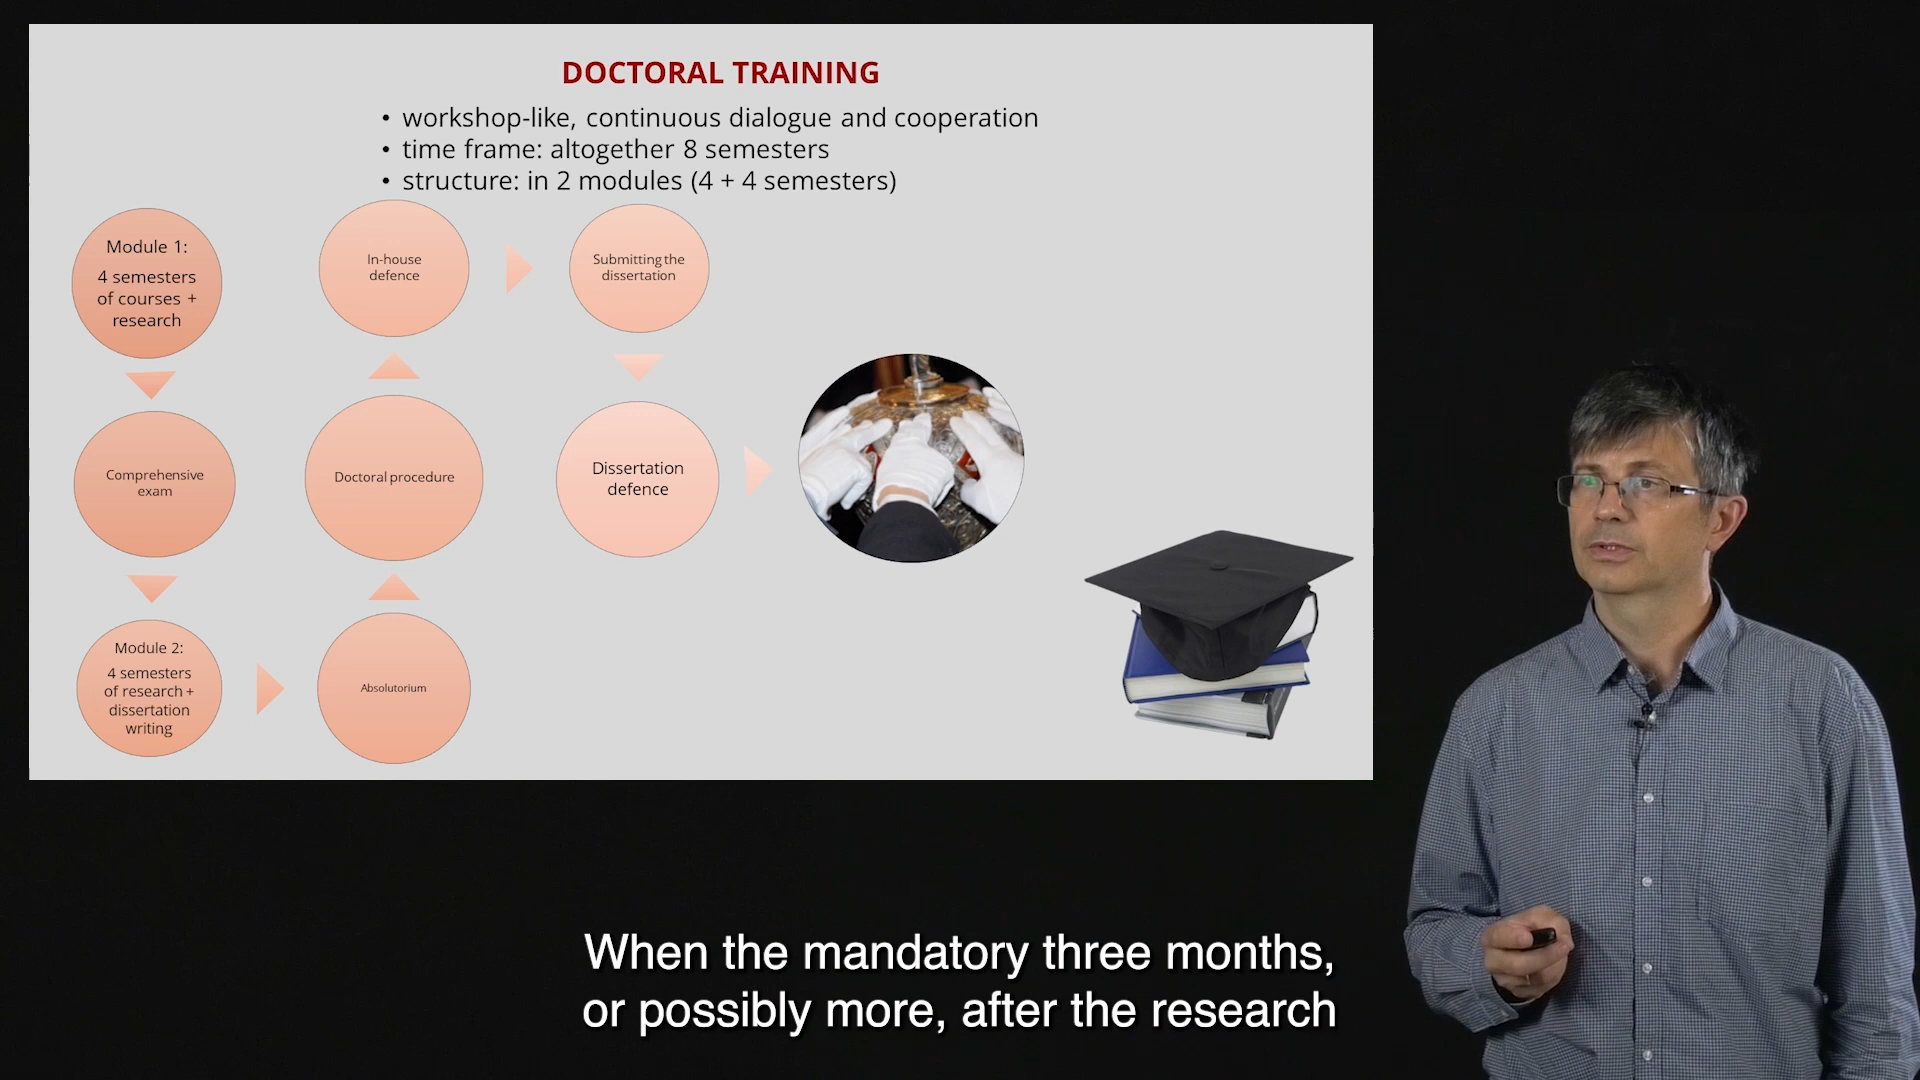 DOCTORAL TRAINING
• workshop-like, continuous dialogue and cooperation
• time frame: altogether 8 semesters
• structure: in 2 modules (4 + 4 semesters)
Module 1:
4 semesters
of courses +
research
Comprehensive
exam
Module 2:
4 semesters
of research +
dissertation
writing
Absolutorium
Doctoral procedure
In-house
defence
Submitting the
dissertation
Dissertation
defence
When the mandatory three months,
or possibly more, after the research